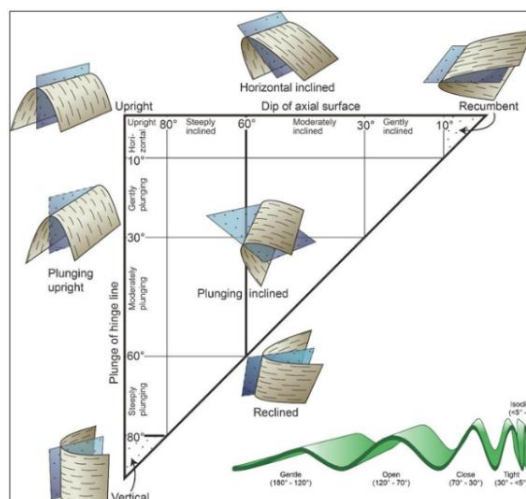 Horizontal inclined
Upright
Dip of axial surface
Recumbent
Upright
80°
Steeply
inclined
60°
Moderately
inclined
30°
Gently
inclined
10°
Hori-
zontal
10°
Gently
plunging
30°
Plunging
upright
Plunge of hinge line
Moderately
plunging
Plunging inclined
60°
Steeply
plunging
Reclined
80°
Vertical
Gentle
(180° - 120°)
Open
(120° - 70°)
Close
(70° - 30°)
Tight
(30° - <5°)